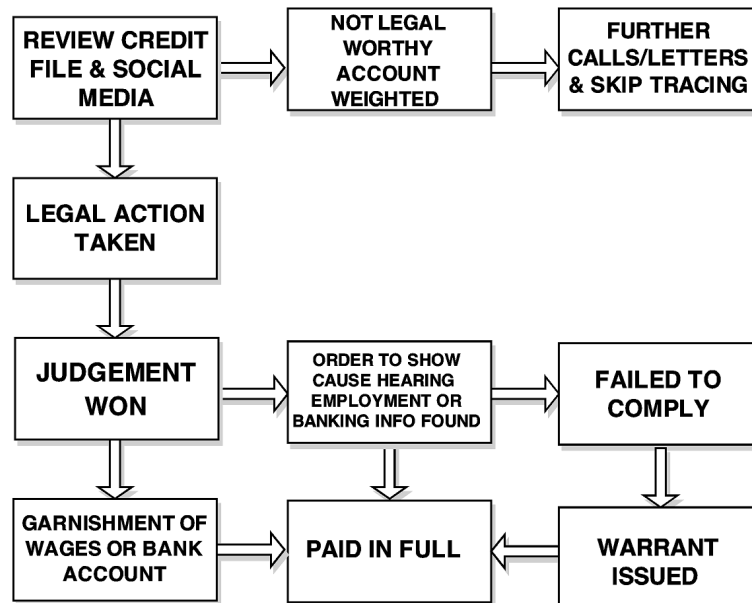 REVIEW CREDIT
FILE & SOCIAL
MEDIA
NOT LEGAL
WORTHY
ACCOUNT
WEIGHTED
FURTHER
CALLS/LETTERS
& SKIP TRACING
LEGAL ACTION
TAKEN
JUDGEMENT
WON
ORDER TO SHOW
CAUSE HEARING
EMPLOYMENT OR
BANKING INFO FOUND
FAILED TO
COMPLY
GARNISHMENT OF
WAGES OR BANK
ACCOUNT
PAID IN FULL
WARRANT
ISSUED